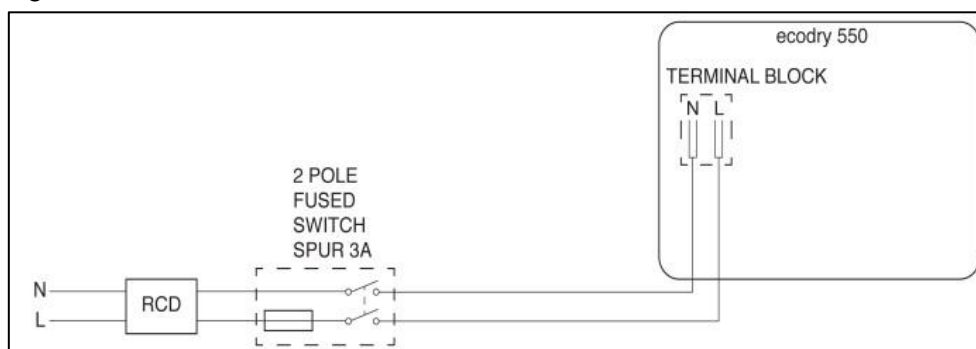 ecodry 550
TERMINAL BLOCK
N L
2 POLE
FUSED
SWITCH
SPUR 3A
N
RCD
L